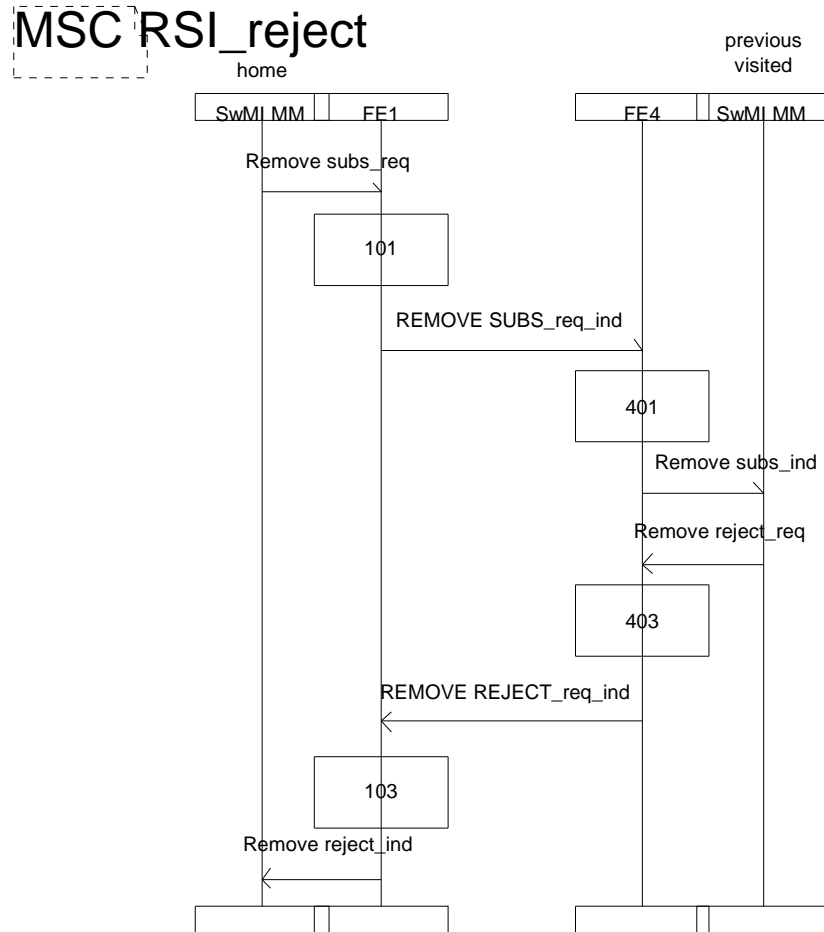 MSC RSI_reject
home
previous
visited
SwMI MM
FE1
FE4
SwMI MM
Remove subs_req
101
REMOVE SUBS_req_ind
401
Remove subs_ind
Remove reject_req
403
REMOVE REJECT_req_ind
103
Remove reject_ind